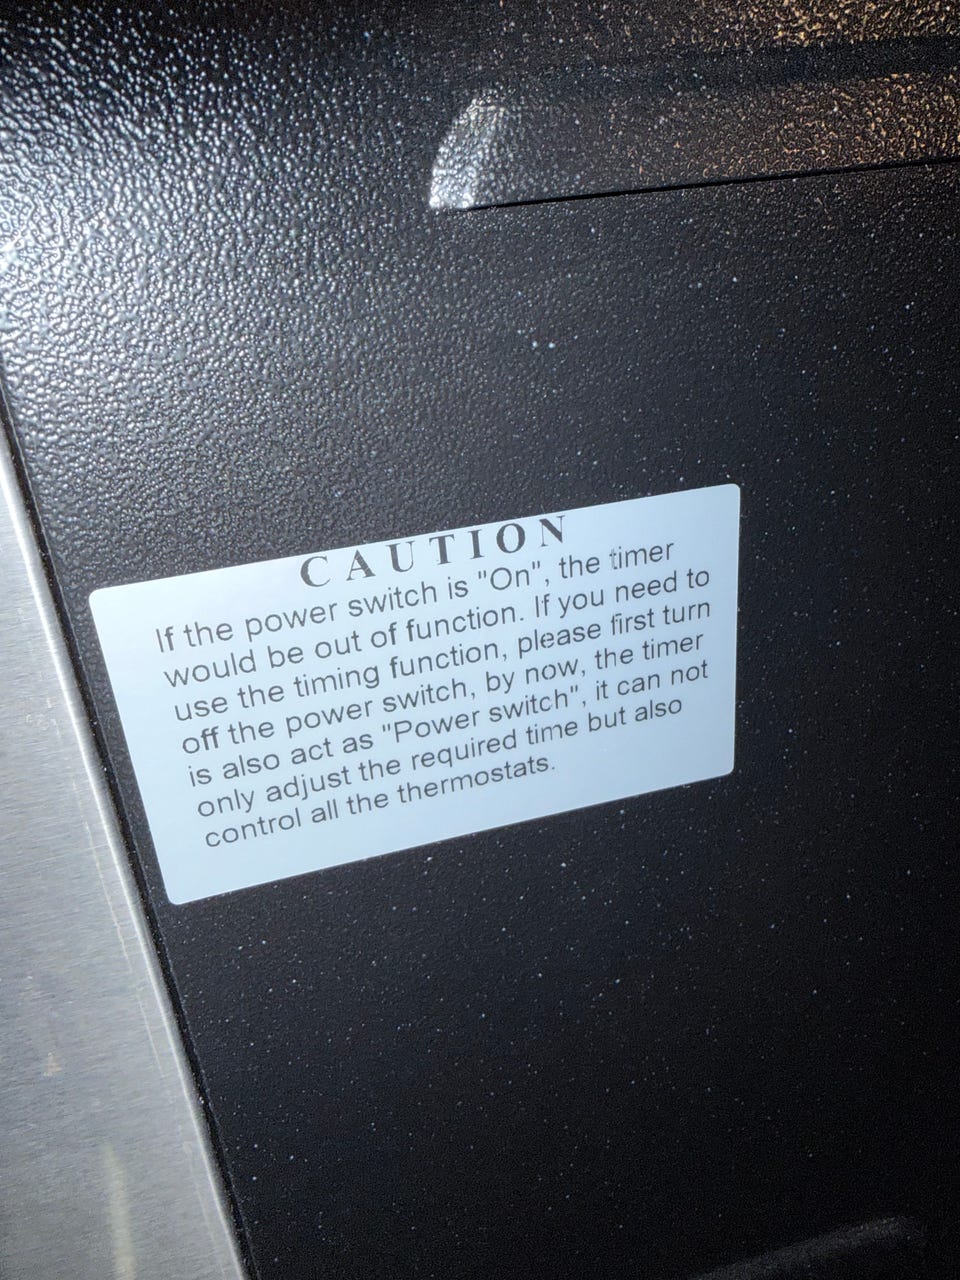 CAUTION
If the power switch is "On", the timer
would be out of function. If you need to
use the timing function, please first turn
off the power switch, by now, the timer
is also act as "Power switch", it can not
only adjust the required time but also
control all the thermostats.